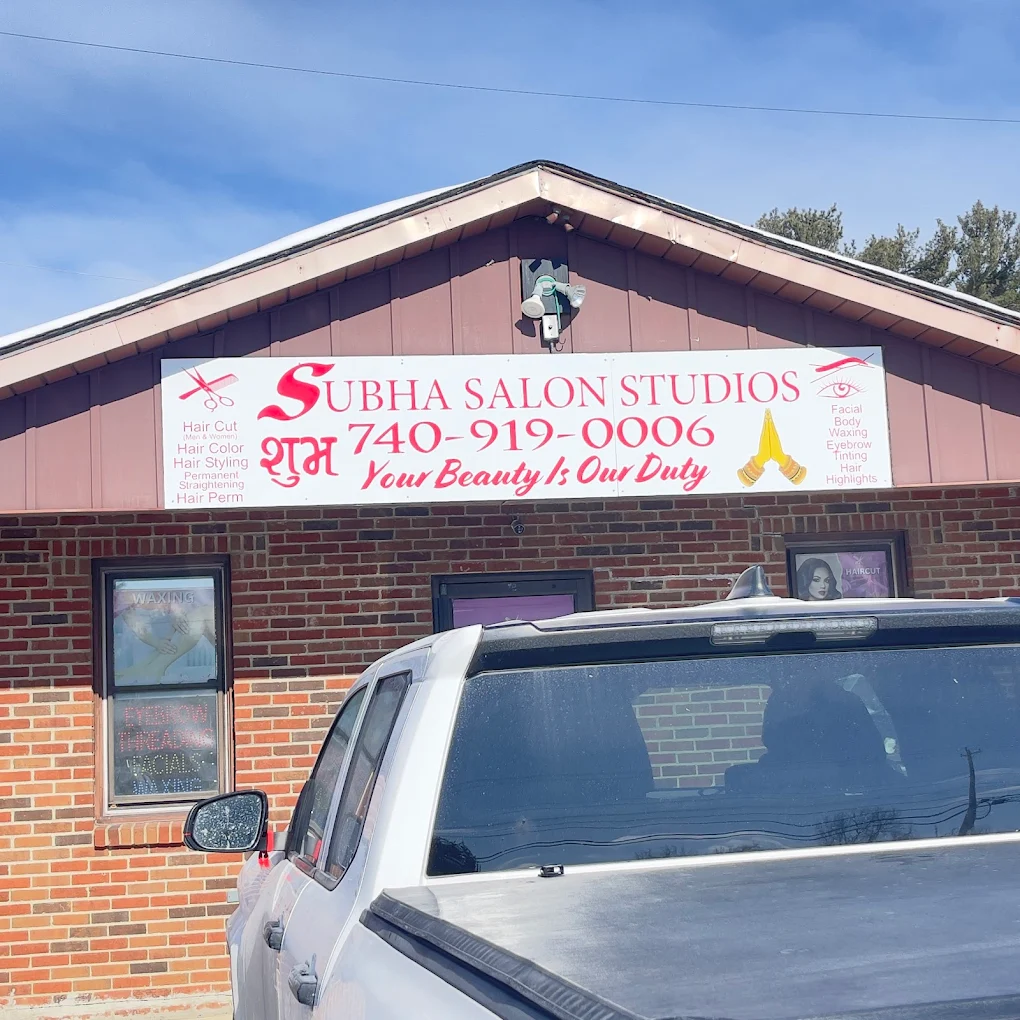 SUBHA SALON STUDIOS
शुभ 740-919-0006
Your Beauty Is Our Duty
Hair Cut
(Men & Women)
Hair Color
Hair Styling
Permanent
Straightening
Hair Perm
Facial
Body
Waxing
Eyebrow
Tinting
Hair
Highlights
WAXING
EYEBROW
THREADING
FACIALS
WAXING
HAIRCUT